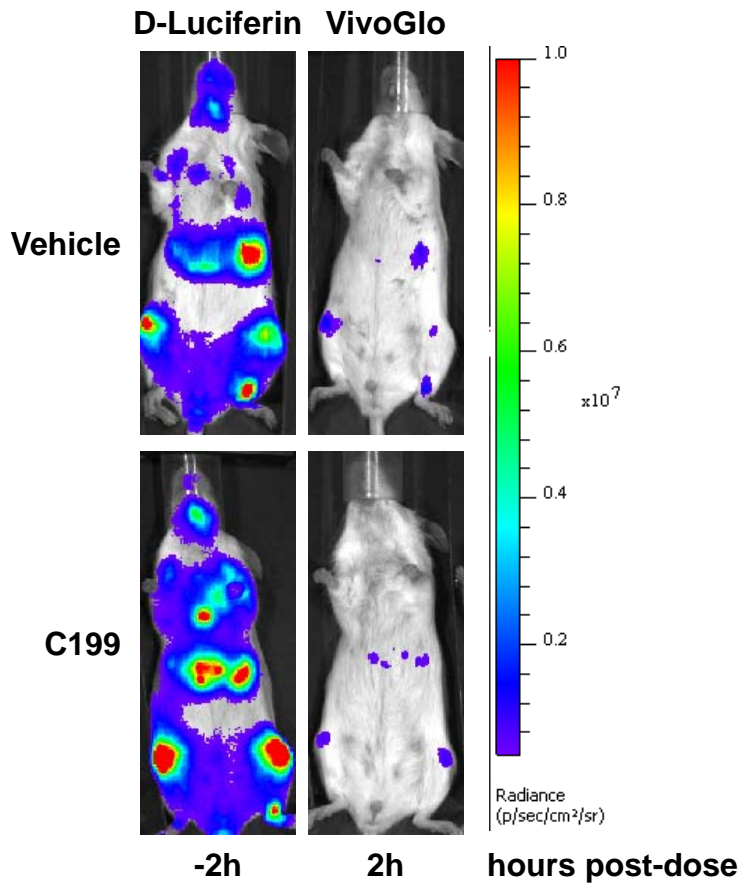 D-Luciferin VivoGlo
Vehicle
C199
1.0
0.8
0.6
x10⁷
0.4
0.2
Radiance
(p/sec/cm²/sr)
-2h 2h hours post-dose